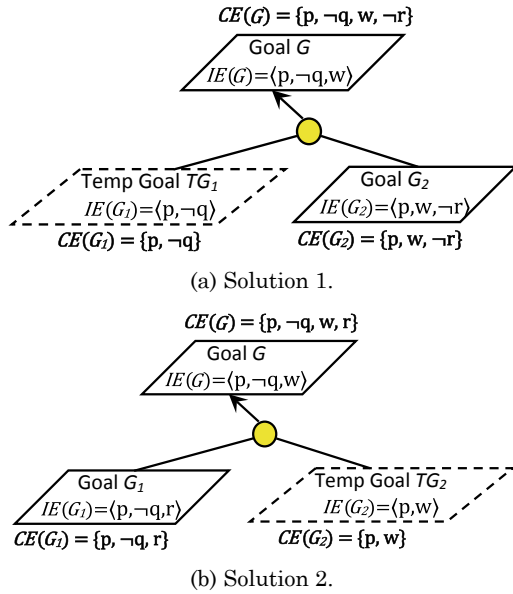 CE(G) = {p, ¬q, w, ¬r}
Goal G
IE(G)=⟨p,¬q,w⟩
Temp Goal TG₁
IE(G₁)=⟨p,¬q⟩
CE(G₁) = {p, ¬q}
Goal G₂
IE(G₂)=⟨p,w,¬r⟩
CE(G₂) = {p, w, ¬r}
(a) Solution 1.
CE(G) = {p, ¬q, w, r}
Goal G
IE(G)=⟨p,¬q,w⟩
Goal G₁
IE(G₁)=⟨p,¬q,r⟩
CE(G₁) = {p, ¬q, r}
Temp Goal TG₂
IE(G₂)=⟨p,w⟩
CE(G₂) = {p, w}
(b) Solution 2.